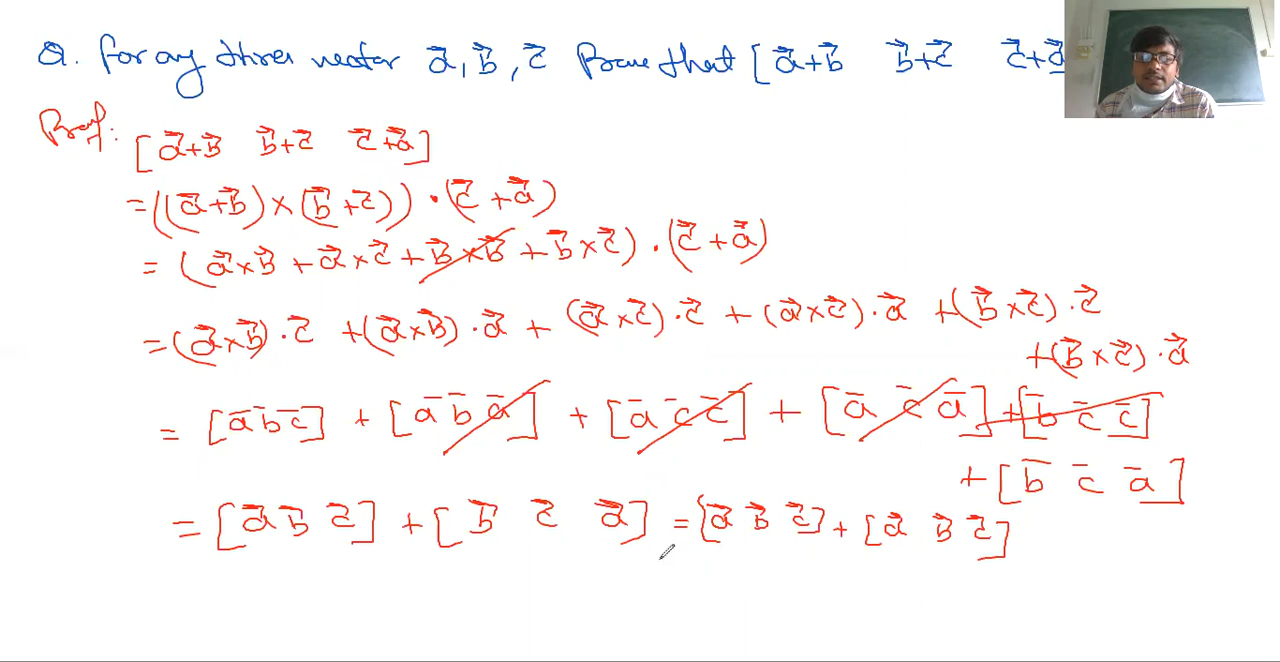 Q. For any three vector a⃗, b⃗, c⃗ Prove that [ a⃗+b⃗ b⃗+c⃗ c⃗+a
Proof: [ a⃗+b⃗ b⃗+c⃗ c⃗+a⃗ ]
= ((a⃗+b⃗) × (b⃗+c⃗)) · (c⃗+a⃗)
= (a⃗×b⃗ + a⃗×c⃗ + b⃗×b⃗ + b⃗×c⃗) · (c⃗+a⃗)
= (a⃗×b⃗)·c⃗ + (a⃗×b⃗)·a⃗ + (a⃗×c⃗)·c⃗ + (a⃗×c⃗)·a⃗ + (b⃗×c⃗)·c⃗
+ (b⃗×c⃗)·a⃗
= [a̅ b̅ c̅] + [a̅ b̅ a̅] + [a̅ c̅ c̅] + [a̅ c̅ a̅] + [b̅ c̅ c̅]
+ [b̅ c̅ a̅]
= [a⃗ b⃗ c⃗] + [b⃗ c⃗ a⃗] = [a⃗ b⃗ c⃗] + [a⃗ b⃗ c⃗]